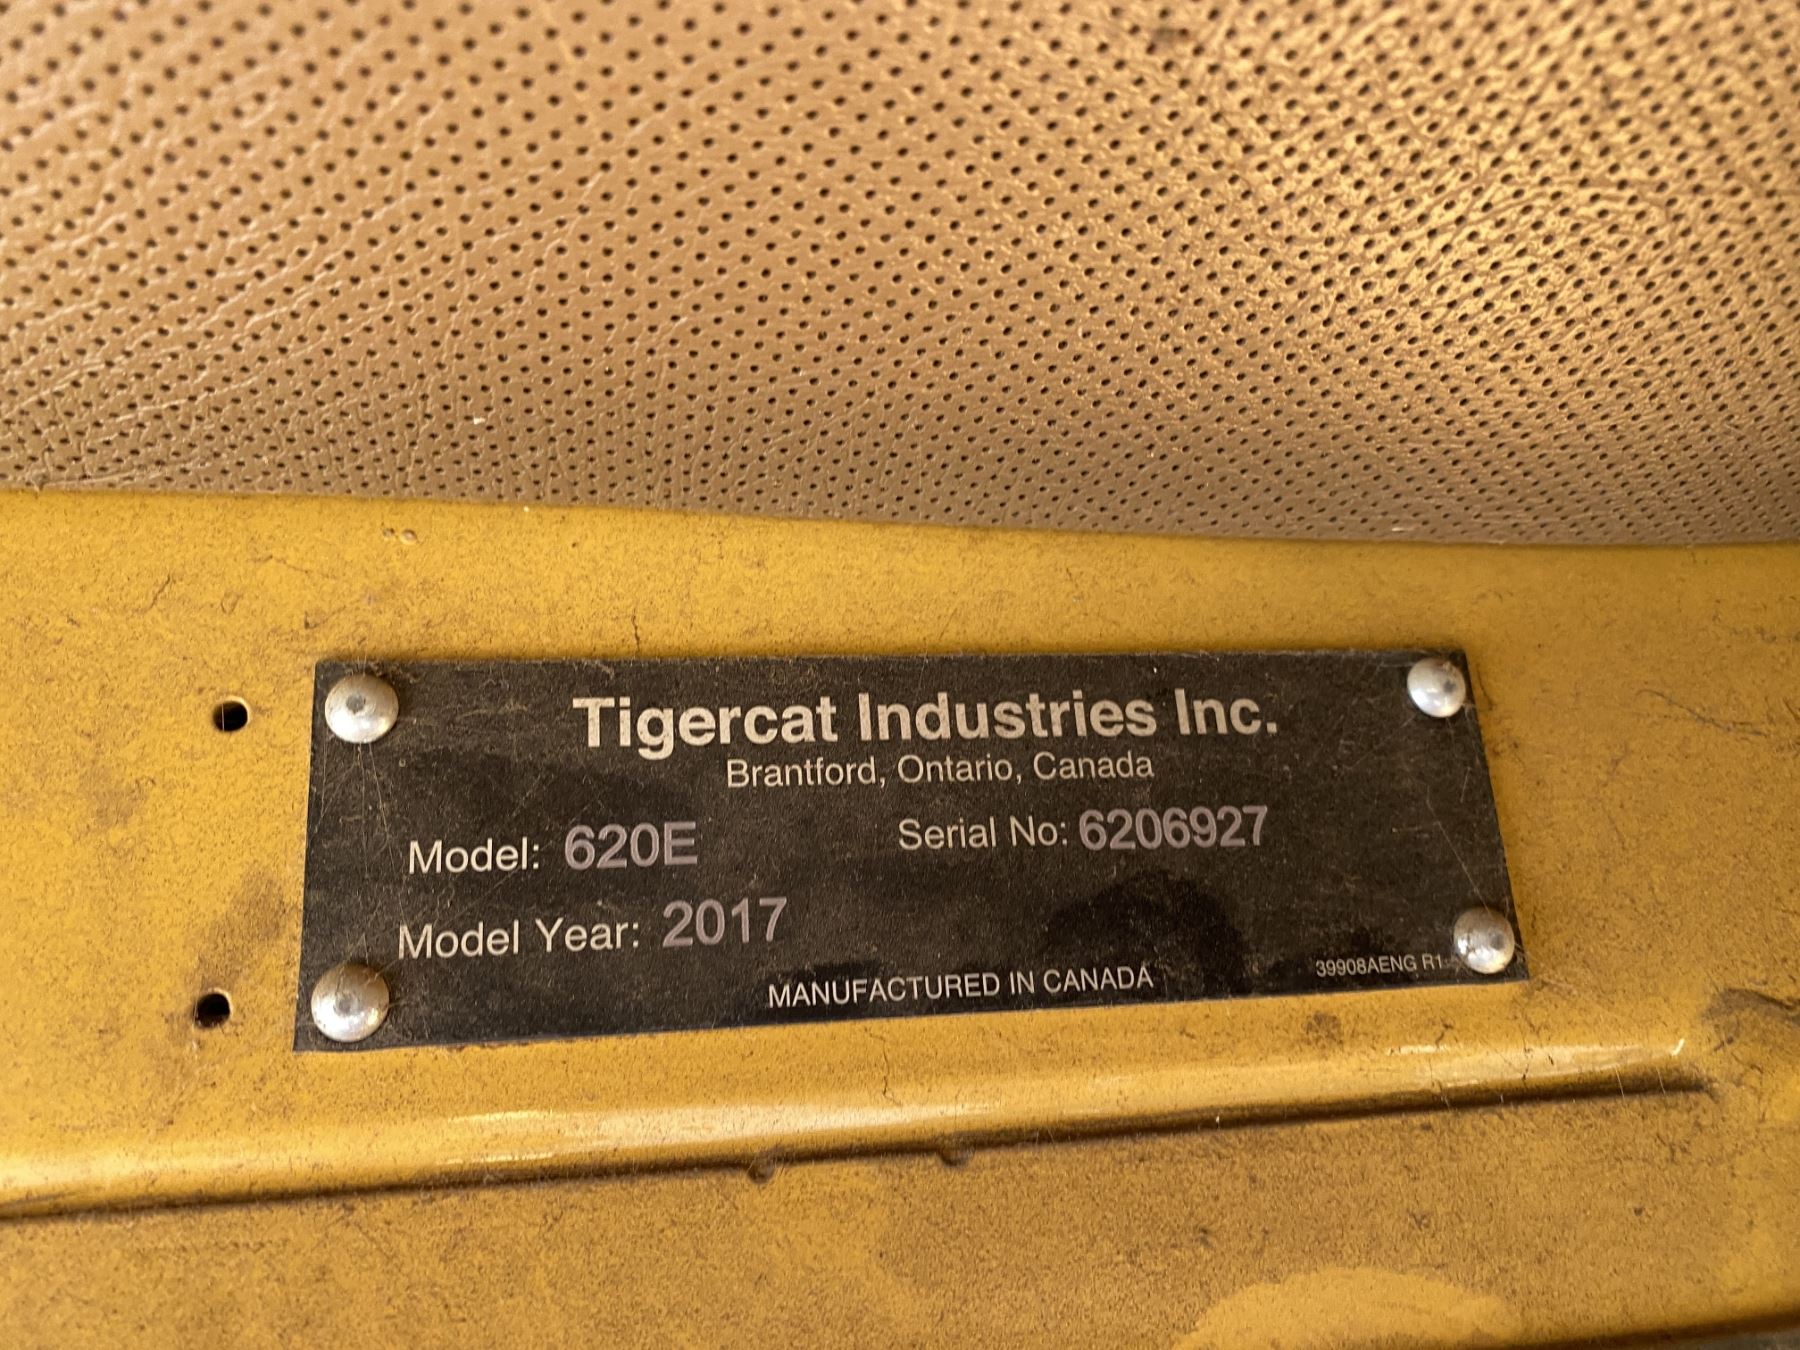 Tigercat Industries Inc.
Brantford, Ontario, Canada
Model: 620E Serial No: 6206927
Model Year: 2017
MANUFACTURED IN CANADA 39908AENG R1